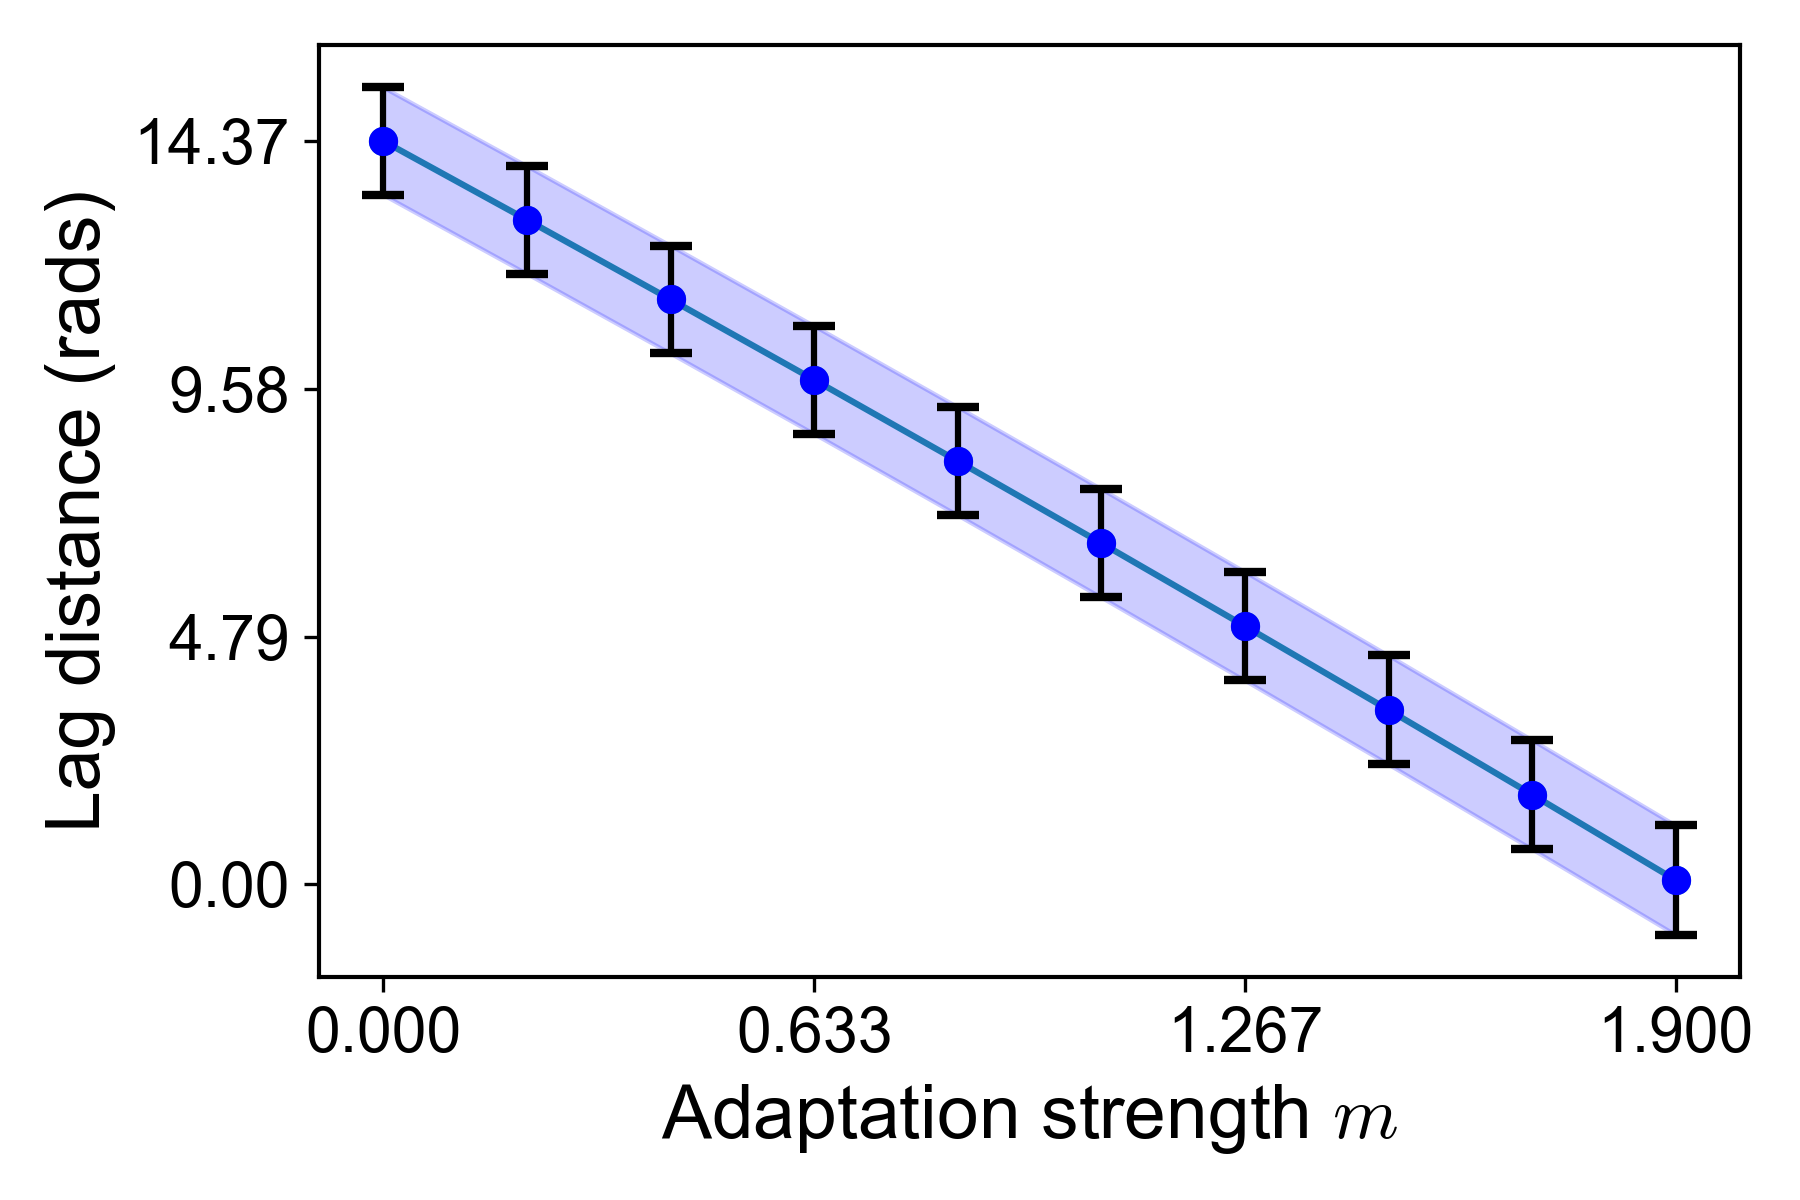 Lag distance (rads)
14.37
9.58
4.79
0.00
0.000 0.633 1.267 1.900
Adaptation strength m